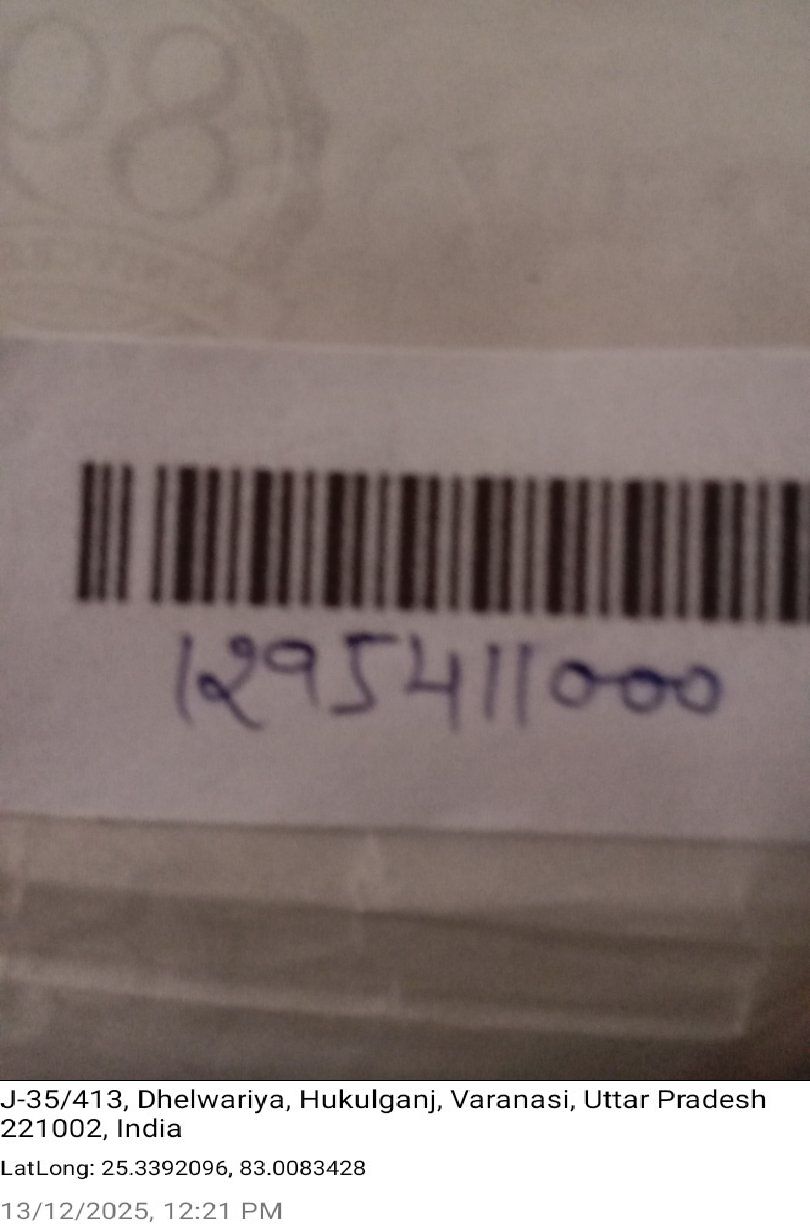 1295411000
J-35/413, Dhelwariya, Hukulganj, Varanasi, Uttar Pradesh
221002, India
LatLong: 25.3392096, 83.0083428
13/12/2025, 12:21 PM